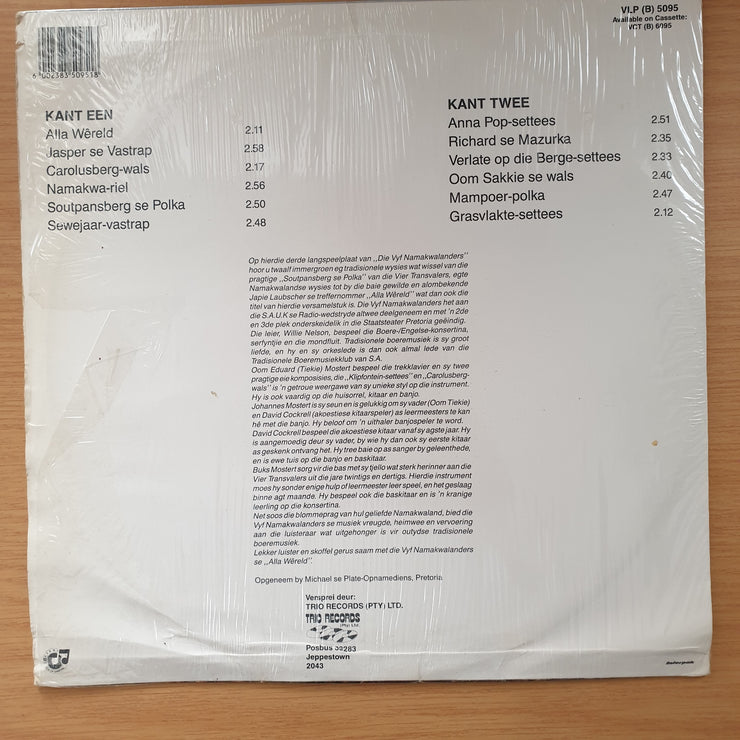 VLP (B) 5095
Available on Cassette:
VCT (B) 6095
6 002383 509518
KANT EEN
Alla Wêreld 2.11
Jasper se Vastrap 2.58
Carolusberg-wals 2.17
Namakwa-riel 2.56
Soutpansberg se Polka 2.50
Sewejaar-vastrap 2.48
KANT TWEE
Anna Pop-settees 2.51
Richard se Mazurka 2.35
Verlate op die Berge-settees 2.33
Oom Sakkie se wals 2.40
Mampoer-polka 2.47
Grasvlakte-settees 2.12
Op hierdie derde langspeelplaat van ,,Die Vyf Namakwalanders''
hoor u twaalf immergroen eg tradisionele wysies wat wissel van die
pragtige ,,Soutpansberg se Polka'' van die Vier Transvalers, egte
Namakwalandse wysies tot by die baie gewilde en alombekende
Japie Laubscher se treffernommer ,,Alla Wêreld'' wat dan ook die
titel van hierdie versamelstuk is. Die Vyf Namakwalanders het aan
die S.A.U.K se Radio-wedstryde altwee deelgeneem en met 'n 2de
en 3de plek onderskeidelik in die Staatsteater Pretoria geëindig.
Die leier, Willie Nelson, bespeel die Boere-/Engelse-konsertina,
serfyntjie en die mondfluit. Tradisionele boeremusiek is sy groot
liefde, en hy en sy orkeslede is dan ook almal lede van die
Tradisionele Boeremusiekklub van S.A.
Oom Eduard (Tiekie) Mostert bespeel die trekklavier en sy twee
pragtige eie komposisies, die ,,Klipfontein-settees'' en ,,Carolusberg-
wals'' is 'n getroue weergawe van sy unieke styl op die instrument.
Hy is ook vaardig op die huisorrel, kitaar en banjo.
Johannes Mostert is sy seun en is gelukkig om sy vader (Oom Tiekie)
en David Cockrell (akoestiese kitaarspeler) as leermeesters te kan
hê met die banjo. Hy beloof om 'n uithaler banjospeler te word.
David Cockrell bespeel die akoestiese kitaar vanaf sy agste jaar. Hy
is aangemoedig deur sy vader, by wie hy dan ook sy eerste kitaar
as geskenk ontvang het. Hy tree baie op as sanger by geleenthede,
en is ewe tuis op die banjo en baskitaar.
Buks Mostert sorg vir die bas met sy tjello wat sterk herinner aan die
Vier Transvalers uit die jare twintigs en dertigs. Hierdie instrument
moes hy sonder enige hulp of leermeester leer speel, en het geslaag
binne agt maande. Hy bespeel ook die baskitaar en is 'n kranige
leerling op die konsertina.
Net soos die blommeprag van hul geliefde Namakwaland, bied die
Vyf Namakwalanders se musiek vreugde, heimwee en vervoering
aan die luisteraar wat uitgehonger is vir outydse tradisionele
boeremusiek.
Lekker luister en skoffel gerus saam met die Vyf Namakwalanders
se ,,Alla Wêreld''.
Opgeneem by Michael se Plate-Opnamediens, Pretoria
Versprei deur:
TRIO RECORDS (PTY) LTD.
TRIO RECORDS
(Pty) Ltd.
Posbus 33283
Jeppestown
2043